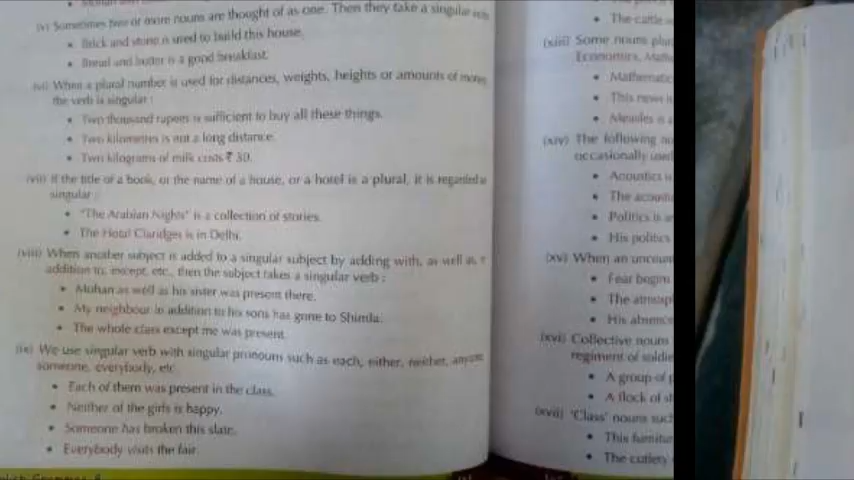 (v) Sometimes two or more nouns are thought of as one. Then they take a singular
• Brick and stone is used to build this house.
• Bread and butter is a good breakfast.
(vi) When a plural number is used for distances, weights, heights or amounts of money
the verb is singular :
• Two thousand rupees is sufficient to buy all these things.
• Two kilometres is not a long distance.
• Two kilograms of milk costs ₹ 30.
(vii) If the title of a book, or the name of a house, or a hotel is a plural, it is regarded as
singular :
• "The Arabian Nights" is a collection of stories.
• The Hotel Claridges is in Delhi.
(viii) When another subject is added to a singular subject by adding with, as well as,
addition to, except, etc., then the subject takes a singular verb :
• Mohan as well as his sister was present there.
• My neighbour in addition to his sons has gone to Shimla.
• The whole class except me was present.
(ix) We use singular verb with singular pronouns such as each, either, neither, anyone
someone, everybody, etc.
• Each of them was present in the class.
• Neither of the girls is happy.
• Someone has broken this slate.
• Everybody visits the fair.
• The cattle
(xiii) Some nouns plur
Economics, Mathe
• Mathematic
• This news is
• Measles is a
(xiv) The following no
occasionally used
• Acoustics is
• The acousti
• Politics is an
• His politics
(xv) When an uncount
• Fear begins
• The atmosp
• His absence
(xvi) Collective nouns
regiment of soldie
• A group of p
• A flock of sh
(xvii) 'Class' nouns such
• This furnitur
• The cutlery